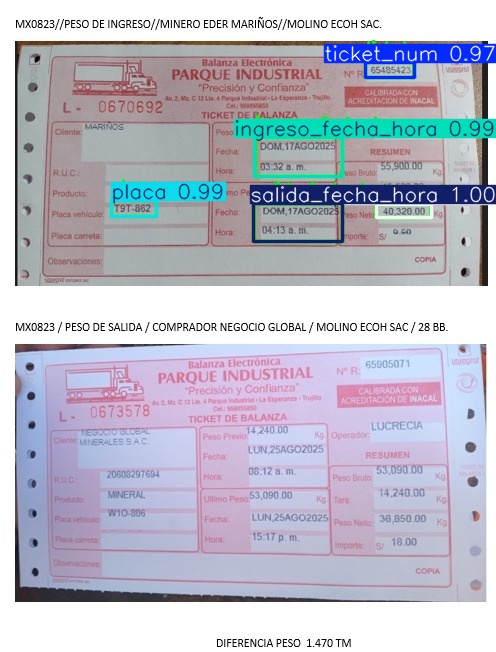 MX0823//PESO DE INGRESO//MINERO EDER MARIÑOS//MOLINO ECOH SAC.
Balanza Electrónica
PARQUE INDUSTRIAL
"Precisión y Confianza"
Av. 2, Mz. C 12 Lte. 4 Parque Industrial - La Esperanza - Trujillo
Nº R: 65485423
ticket_num 0.97
CALIBRADA CON
ACREDITACIÓN DE INACAL
L - 0670692
TICKET DE BALANZA
Cliente: MARIÑOS
ingreso_fecha_hora 0.99
Fecha: DOM,17AGO2025
Hora: 03:32 a. m.
RESUMEN
Peso Bruto: 55,900.00 Kg
R.U.C.:
Producto:
placa 0.99
Placa vehículo: T9T-862
salida_fecha_hora 1.00
Fecha: DOM,17AGO2025
Hora: 04:13 a. m.
Peso Neto: 40,320.00 Kg
Importe: S/ 0.00
Placa carreta:
Observaciones:
COPIA
MX0823 / PESO DE SALIDA / COMPRADOR NEGOCIO GLOBAL / MOLINO ECOH SAC / 28 BB.
Balanza Electrónica
PARQUE INDUSTRIAL
"Precisión y Confianza"
Av. 2, Mz. C 12 Lte. 4 Parque Industrial - La Esperanza - Trujillo
Nº R: 65905071
CALIBRADA CON
ACREDITACIÓN DE INACAL
L - 0673578
TICKET DE BALANZA
Cliente: NEGOCIO GLOBAL
MINERALES S.A.C.
Peso Previo: 14,240.00 Kg.
Fecha: LUN,25AGO2025
Hora: 08:12 a. m.
Operador: LUCRECIA
RESUMEN
R.U.C.: 20608297694
Producto: MINERAL
Placa vehículo: W1O-806
Placa carreta:
Ultimo Peso: 53,090.00 Kg.
Fecha: LUN,25AGO2025
Hora: 15:17 p. m.
Peso Bruto: 53,090.00 Kg.
Tara: 14,240.00 Kg.
Peso Neto: 38,850.00 Kg.
Importe: S/ 18.00
Observaciones:
COPIA
DIFERENCIA PESO 1.470 TM